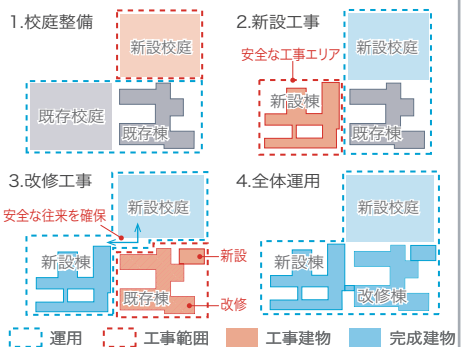 1.校庭整備
新設校庭
既存校庭
既存棟
2.新設工事
新設校庭
安全な工事エリア
新設棟
既存棟
3.改修工事
新設校庭
安全な往来を確保
新設棟
新設
既存棟
改修
4.全体運用
新設校庭
新設棟
改修棟
運用
工事範囲
工事建物
完成建物